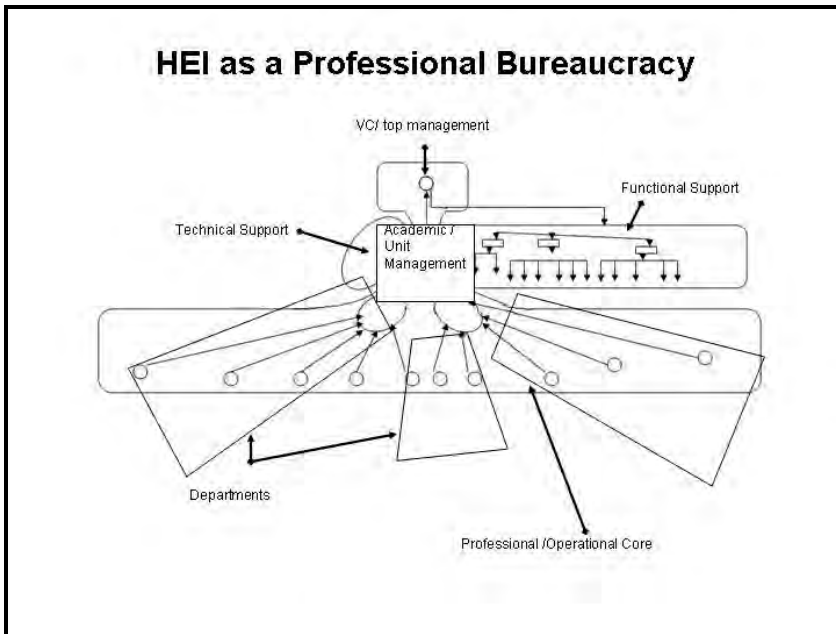 HEI as a Professional Bureaucracy
VC/ top management
Functional Support
Technical Support
Academic /
Unit
Management
Departments
Professional /Operational Core